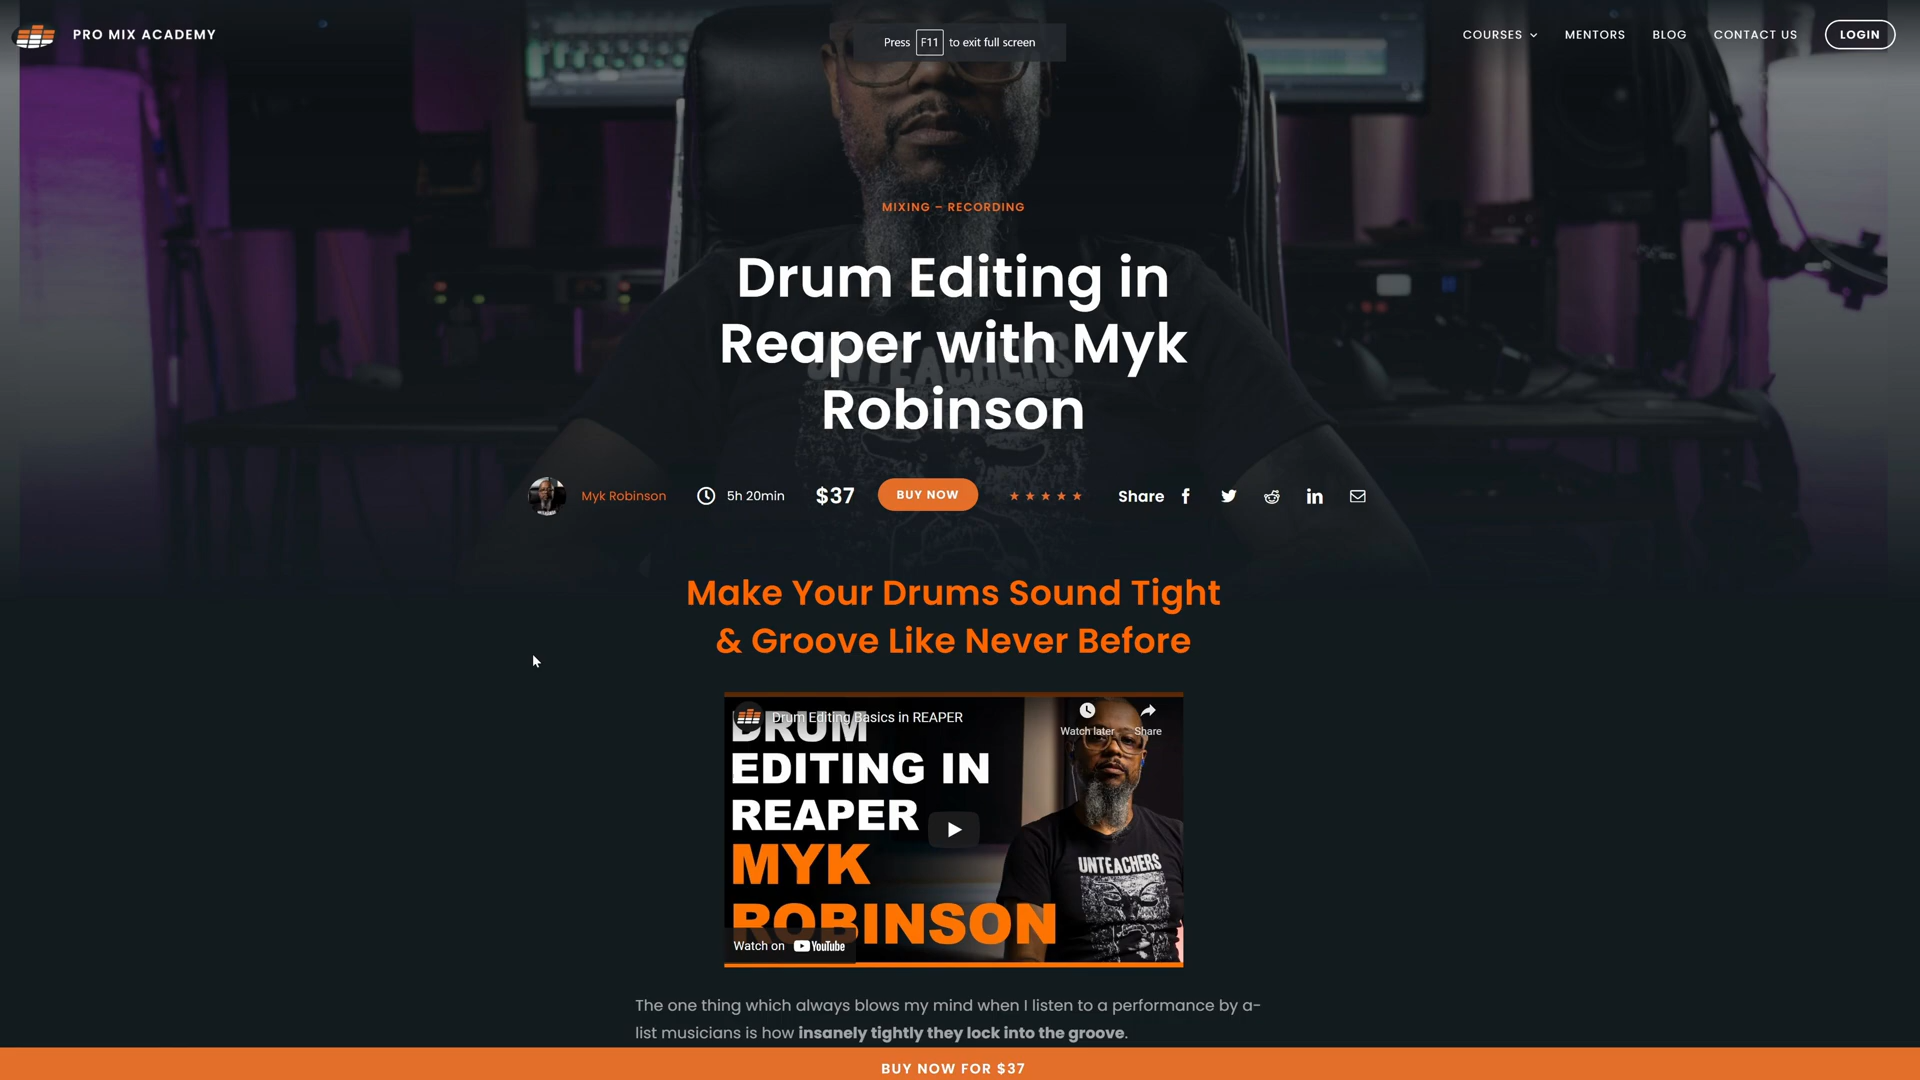 PRO MIX ACADEMY
Press F11 to exit full screen
COURSES
MENTORS
BLOG
CONTACT US
LOGIN
MIXING – RECORDING
Drum Editing in
Reaper with Myk
Robinson
Myk Robinson
5h 20min
$37
BUY NOW
Share
Make Your Drums Sound Tight
& Groove Like Never Before
Drum Editing Basics in REAPER
Watch later
Share
DRUM
EDITING IN
REAPER
MYK
ROBINSON
UNTEACHERS
Watch on YouTube
The one thing which always blows my mind when I listen to a performance by a-
list musicians is how insanely tightly they lock into the groove.
BUY NOW FOR $37